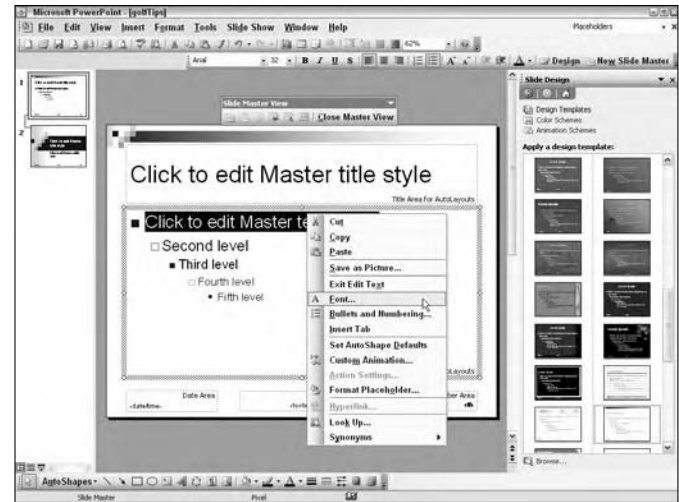 Microsoft PowerPoint - [golfTips]
File Edit View Insert Format Tools Slide Show Window Help
Placeholders
62%
Arial 32 B I U S Design New Slide Master
1
2
Slide Master View
Close Master View
Click to edit Master title style
Title Area for AutoLayouts
Click to edit Master te
Second level
Third level
Fourth level
Fifth level
Cut
Copy
Paste
Save as Picture...
Exit Edit Text
Font...
Bullets and Numbering...
Insert Tab
Set AutoShape Defaults
Custom Animation...
Action Settings...
Format Placeholder...
Hyperlink...
Look Up...
Synonyms
Date Area
Slide Design
Design Templates
Color Schemes
Animation Schemes
Apply a design template:
Browse...
AutoShapes
Slide Master Pixel